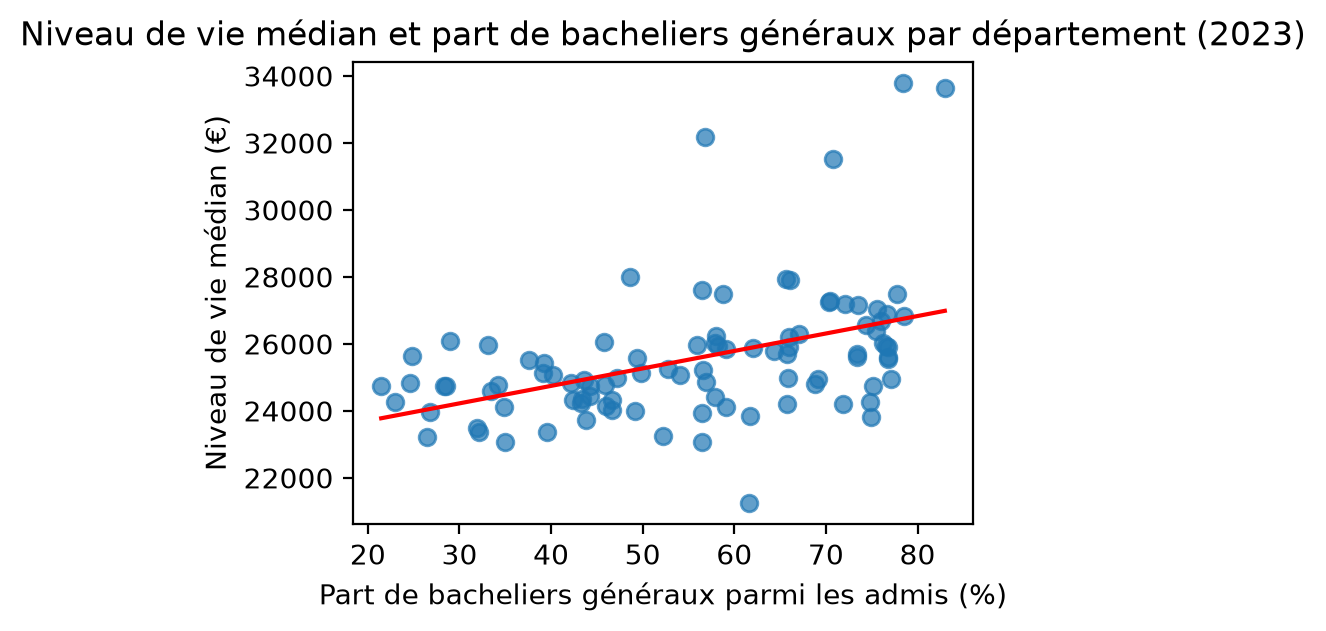 Niveau de vie médian et part de bacheliers généraux par département (2023)
Niveau de vie médian (€)
34000
32000
30000
28000
26000
24000
22000
20 30 40 50 60 70 80
Part de bacheliers généraux parmi les admis (%)